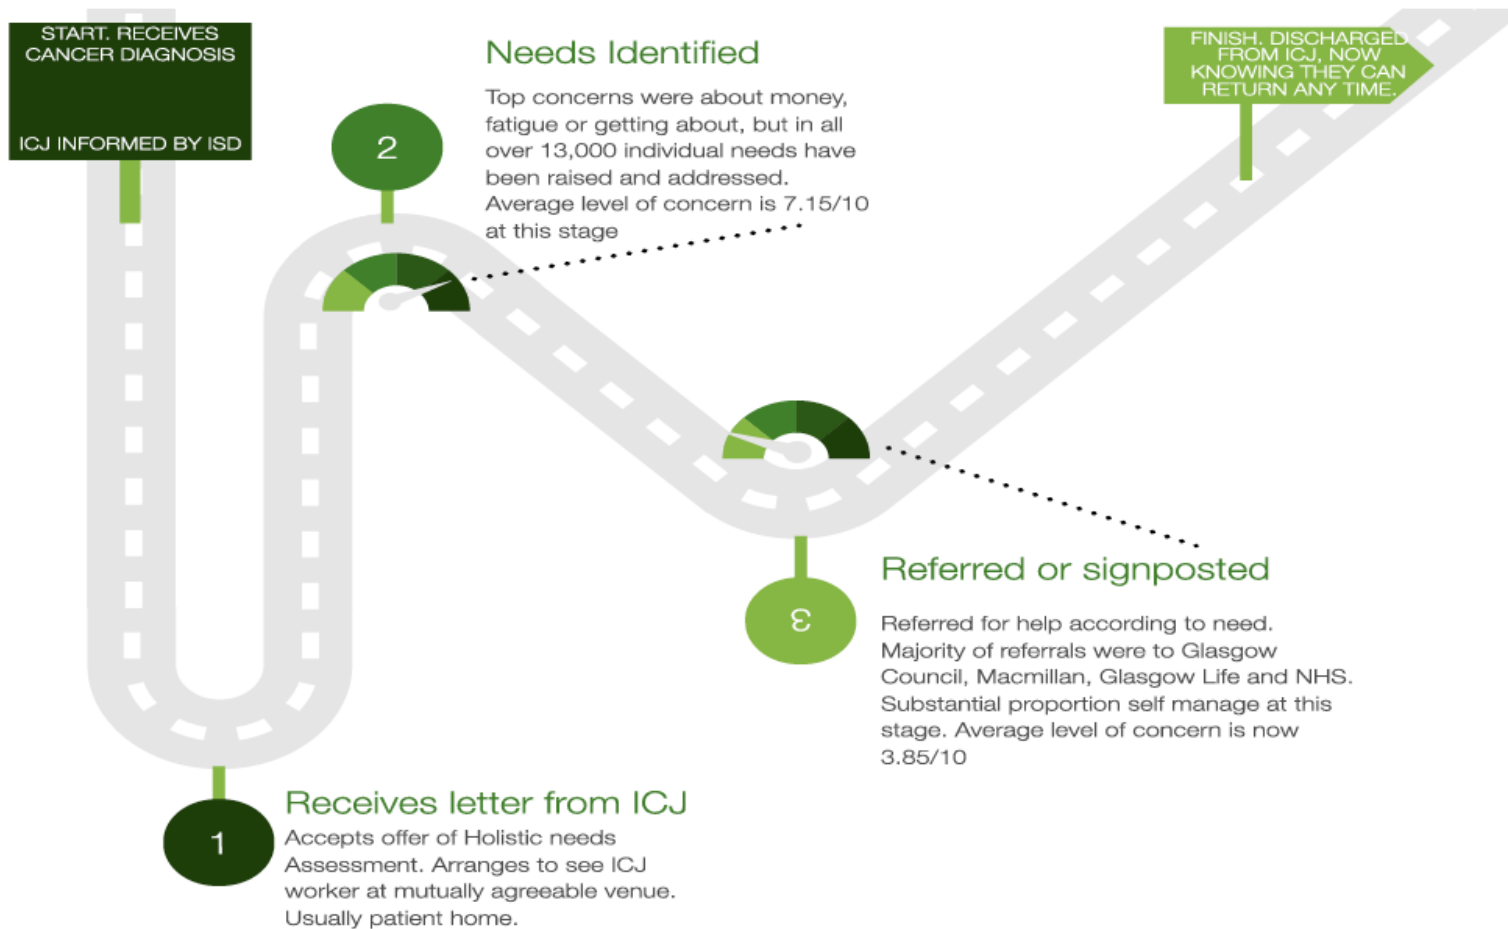 START. RECEIVES
CANCER DIAGNOSIS
ICJ INFORMED BY ISD
1
Receives letter from ICJ
Accepts offer of Holistic needs
Assessment. Arranges to see ICJ
worker at mutually agreeable venue.
Usually patient home.
2
Needs Identified
Top concerns were about money,
fatigue or getting about, but in all
over 13,000 individual needs have
been raised and addressed.
Average level of concern is 7.15/10
at this stage
3
Referred or signposted
Referred for help according to need.
Majority of referrals were to Glasgow
Council, Macmillan, Glasgow Life and NHS.
Substantial proportion self manage at this
stage. Average level of concern is now
3.85/10
FINISH. DISCHARGED
FROM ICJ, NOW
KNOWING THEY CAN
RETURN ANY TIME.